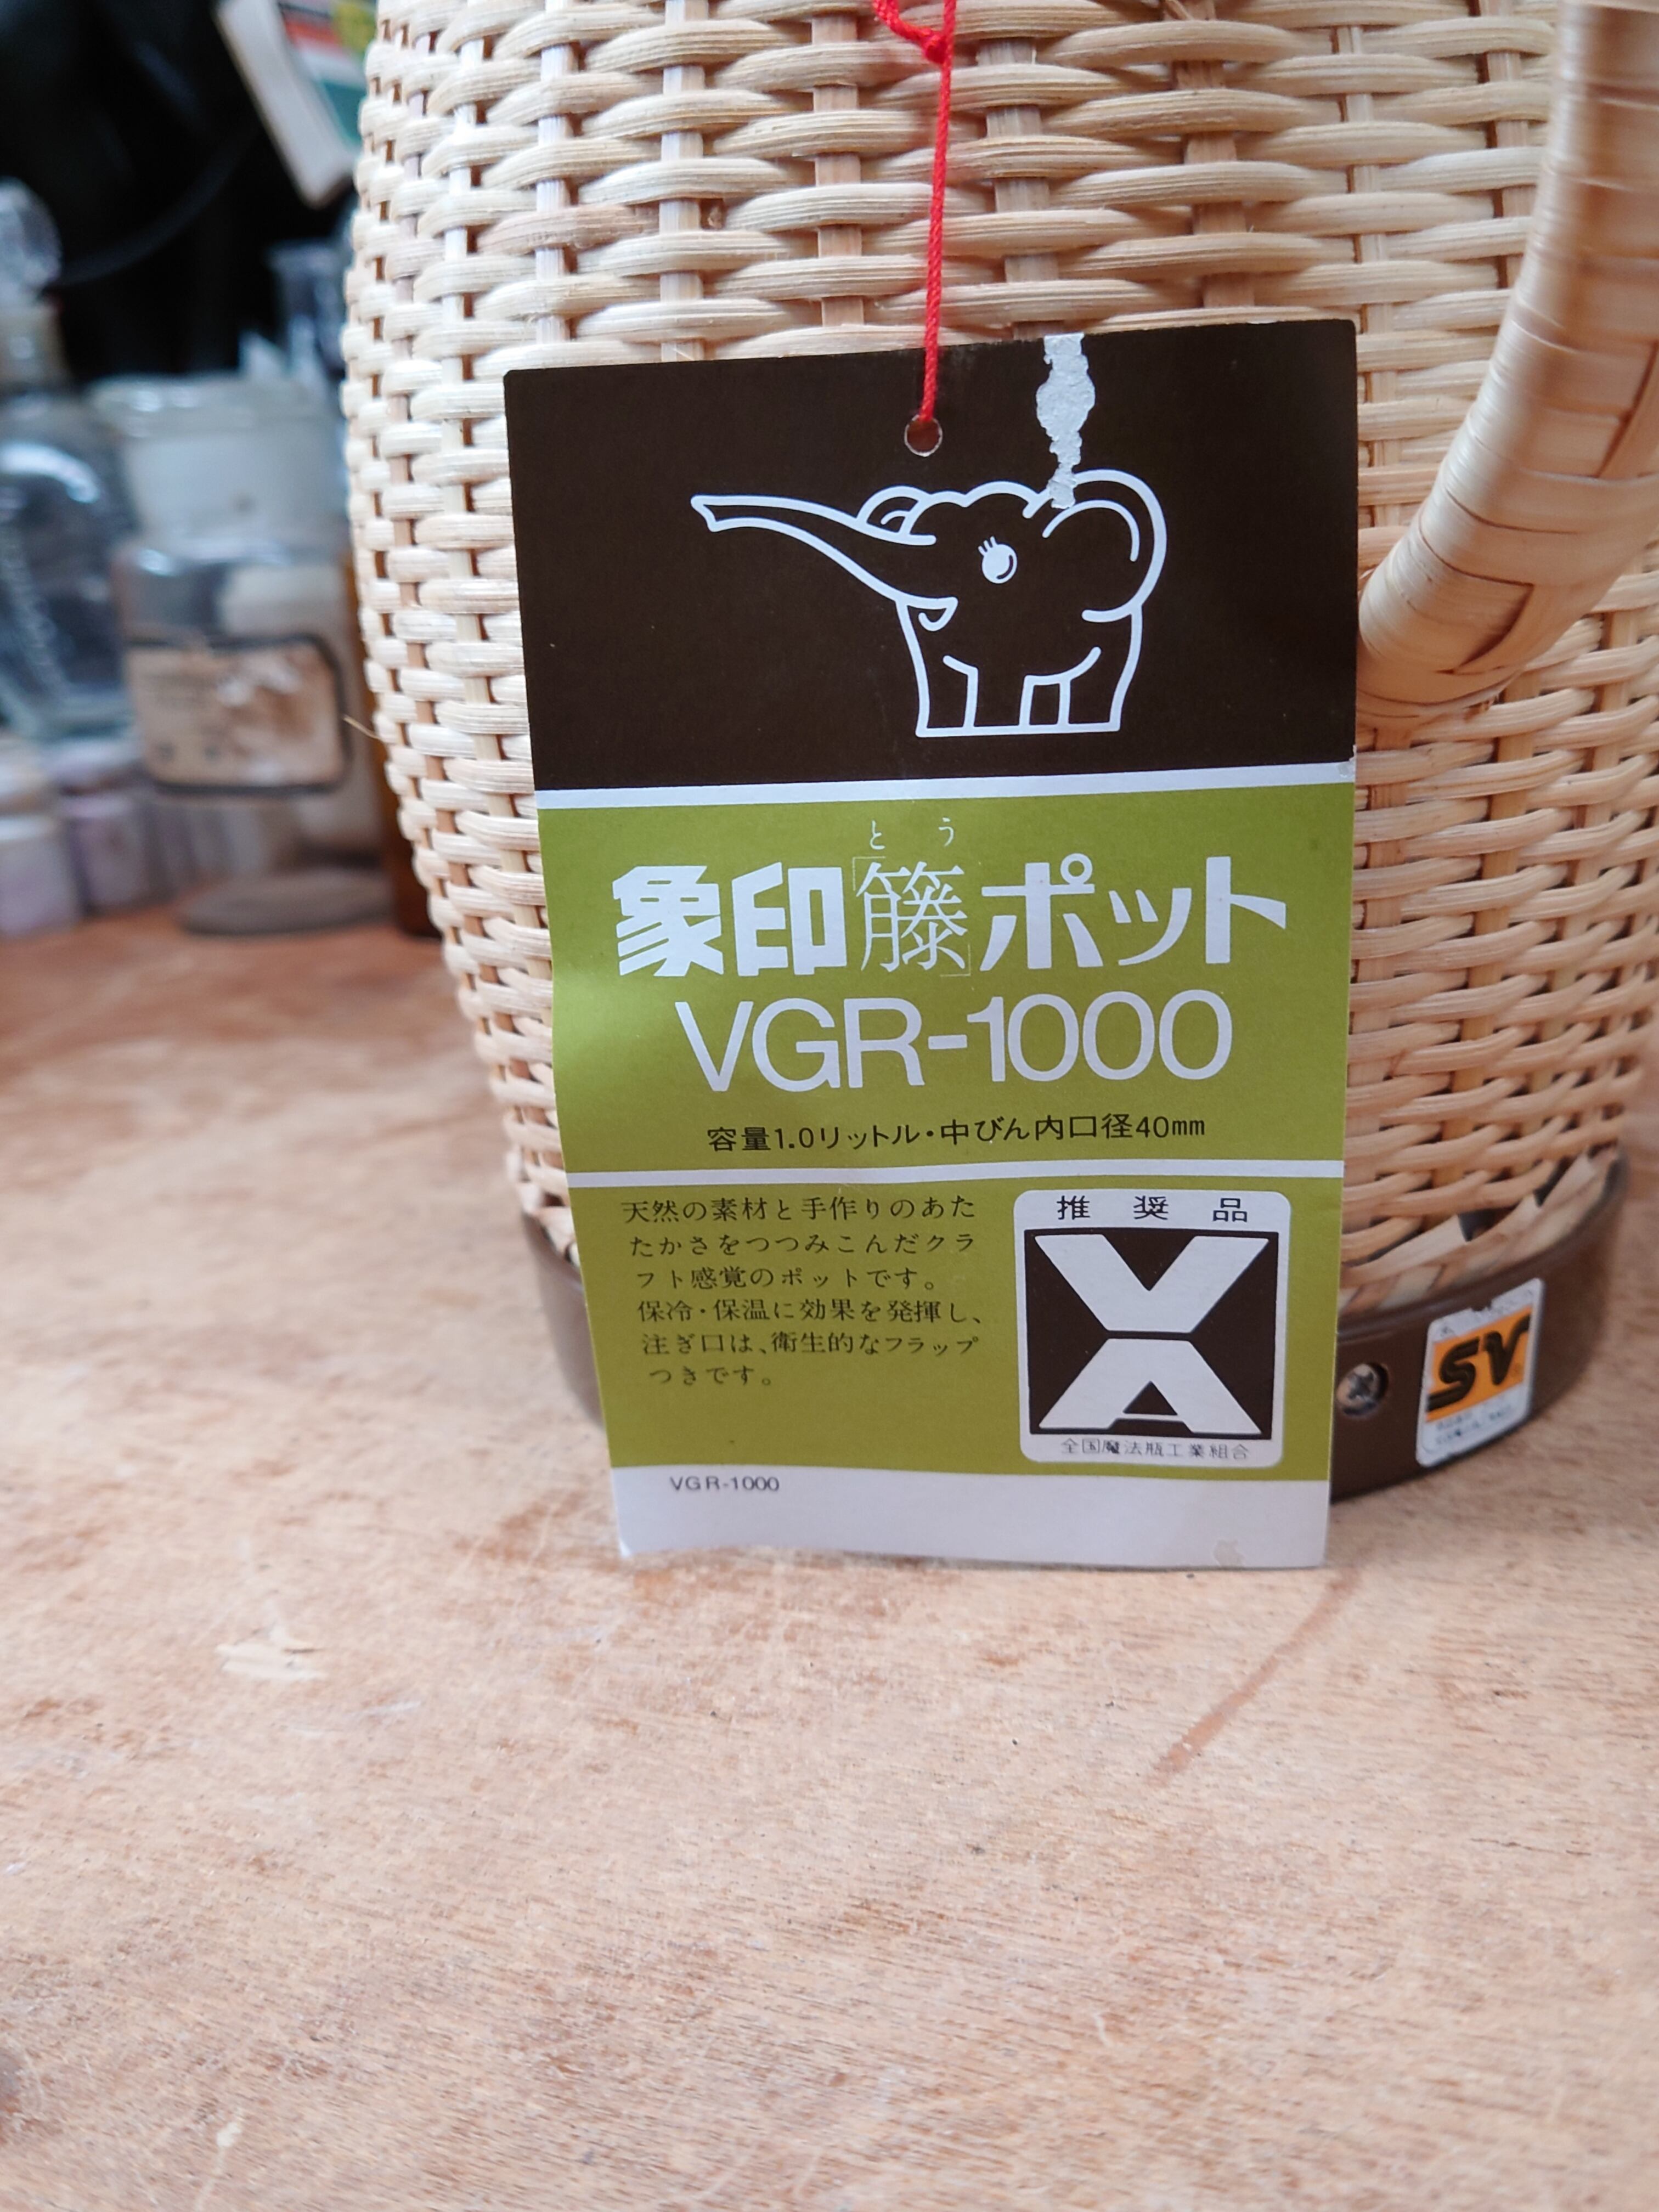 とう
象印「籐」ポット
VGR-1000
容量1.0リットル・中びん内口径40mm
天然の素材と手作りのあた
たかさをつつみこんだクラ
フト感覚のポットです。
保冷・保温に効果を発揮し、
注ぎ口は、衛生的なフラップ
つきです。
推奨品
VA
全国魔法瓶工業組合
VGR-1000
SV